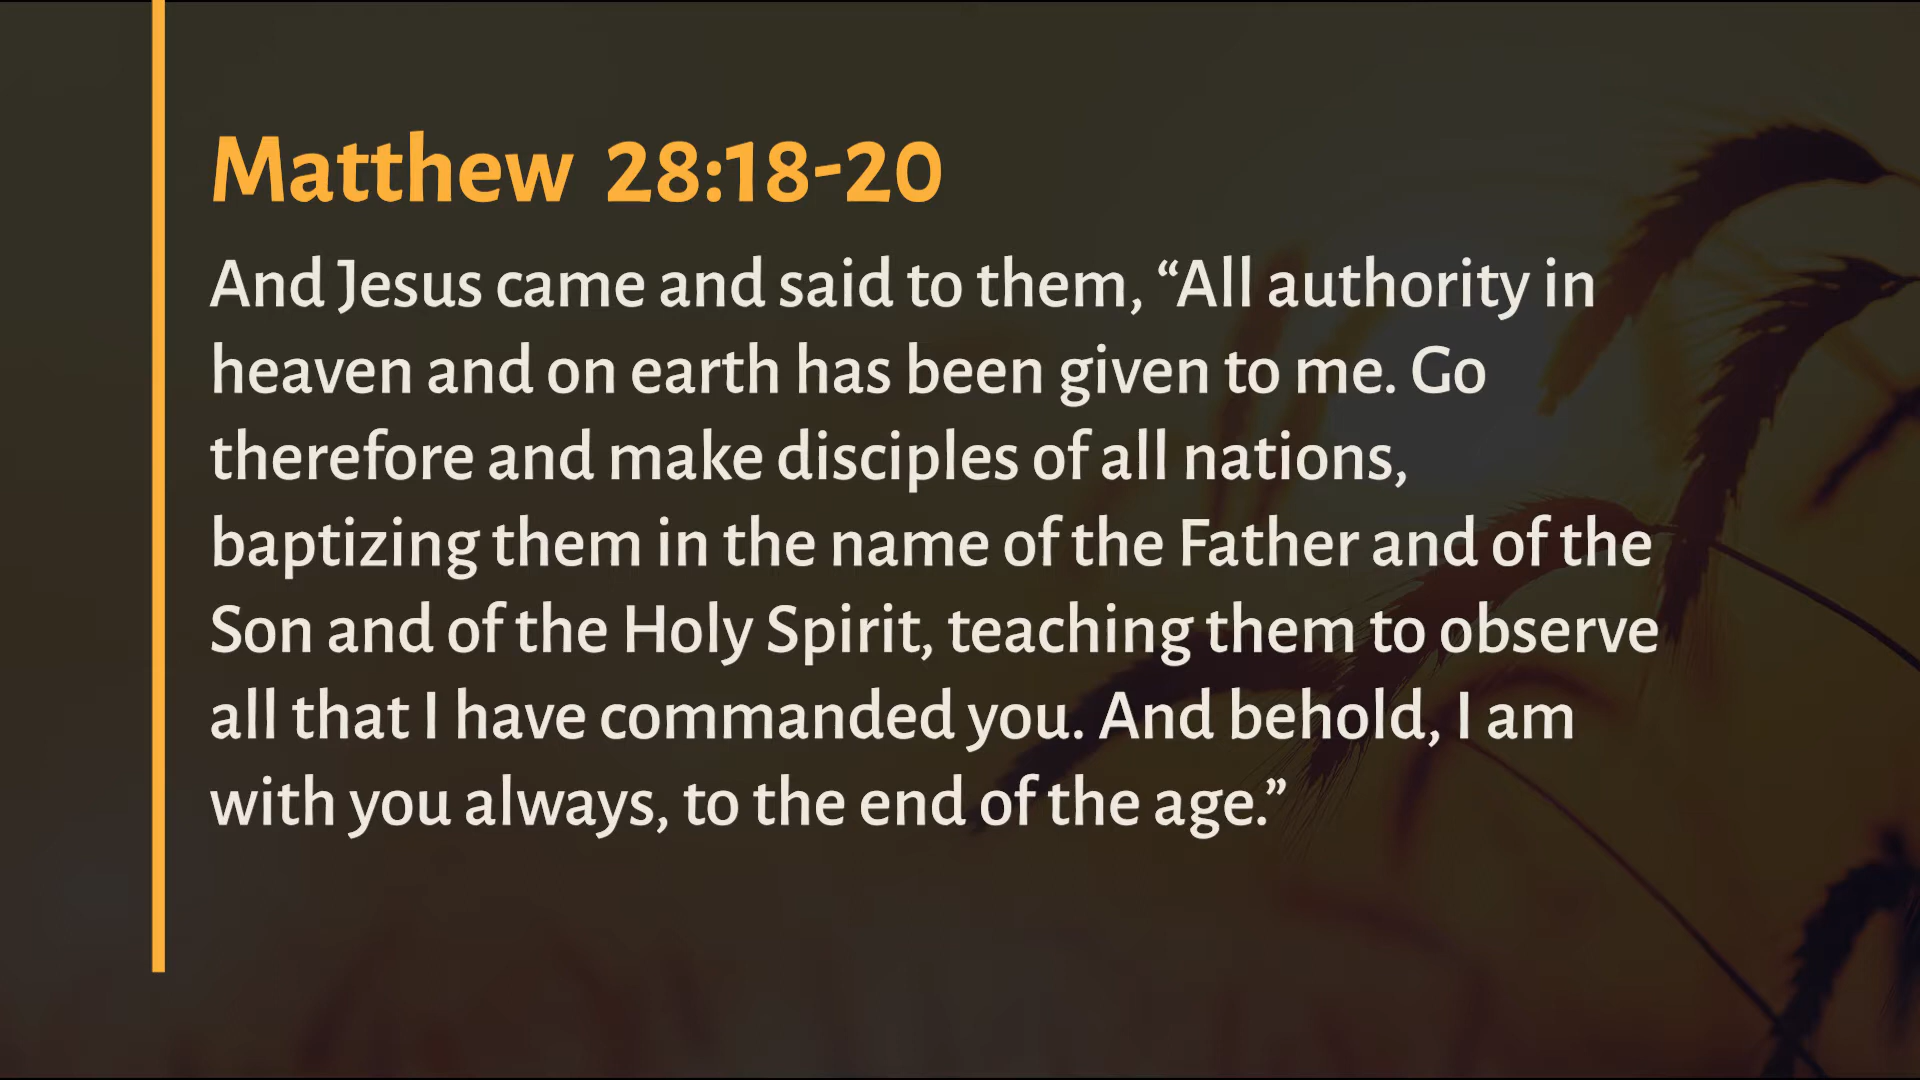 Matthew 28:18-20
And Jesus came and said to them, “All authority in
heaven and on earth has been given to me. Go
therefore and make disciples of all nations,
baptizing them in the name of the Father and of the
Son and of the Holy Spirit, teaching them to observe
all that I have commanded you. And behold, I am
with you always, to the end of the age.”